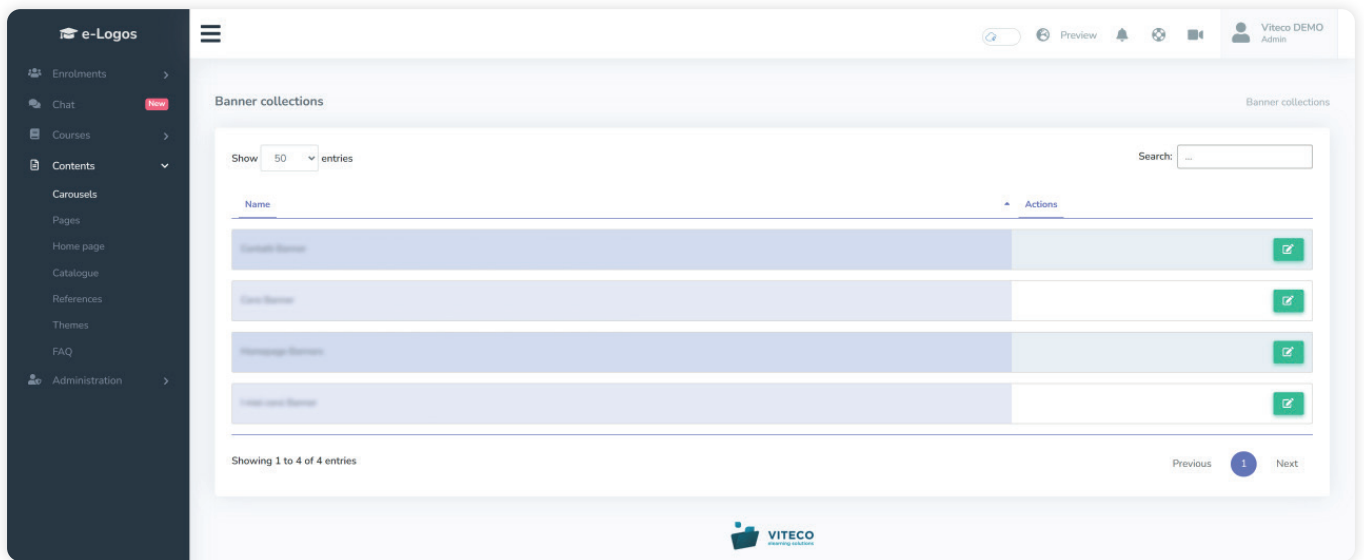 e-Logos
Preview
Viteco DEMO
Admin
Enrolments
Chat New
Courses
Contents
Carousels
Pages
Home page
Catalogue
References
Themes
FAQ
Administration
Banner collections
Banner collections
Show 50 entries
Search: ...
Name Actions
Showing 1 to 4 of 4 entries
Previous 1 Next
VITECO
elearning solutions